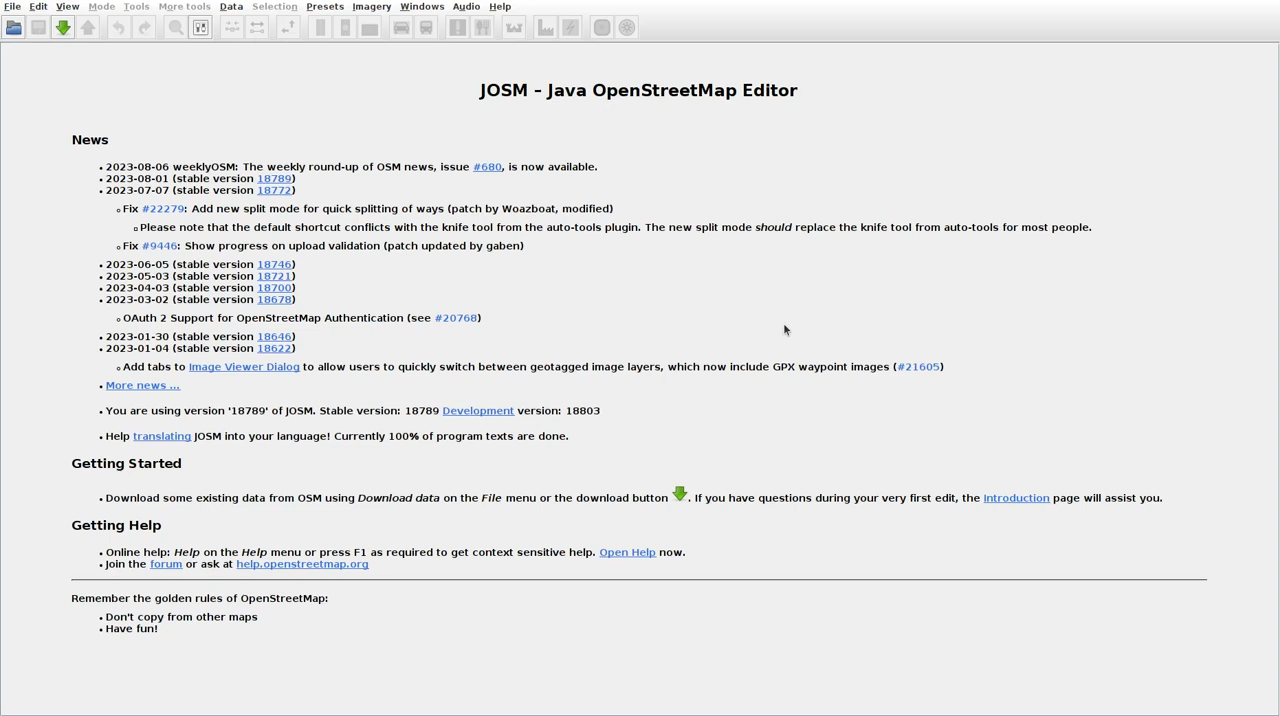 File Edit View Mode Tools More tools Data Selection Presets Imagery Windows Audio Help
JOSM – Java OpenStreetMap Editor
News
2023-08-06 weeklyOSM: The weekly round-up of OSM news, issue #680, is now available.
2023-08-01 (stable version 18789)
2023-07-07 (stable version 18772)
Fix #22279: Add new split mode for quick splitting of ways (patch by Woazboat, modified)
Please note that the default shortcut conflicts with the knife tool from the auto-tools plugin. The new split mode should replace the knife tool from auto-tools for most people.
Fix #9446: Show progress on upload validation (patch updated by gaben)
2023-06-05 (stable version 18746)
2023-05-03 (stable version 18721)
2023-04-03 (stable version 18700)
2023-03-02 (stable version 18678)
OAuth 2 Support for OpenStreetMap Authentication (see #20768)
2023-01-30 (stable version 18646)
2023-01-04 (stable version 18622)
Add tabs to Image Viewer Dialog to allow users to quickly switch between geotagged image layers, which now include GPX waypoint images (#21605)
More news ...
You are using version '18789' of JOSM. Stable version: 18789 Development version: 18803
Help translating JOSM into your language! Currently 100% of program texts are done.
Getting Started
Download some existing data from OSM using Download data on the File menu or the download button . If you have questions during your very first edit, the Introduction page will assist you.
Getting Help
Online help: Help on the Help menu or press F1 as required to get context sensitive help. Open Help now.
Join the forum or ask at help.openstreetmap.org
Remember the golden rules of OpenStreetMap:
Don't copy from other maps
Have fun!